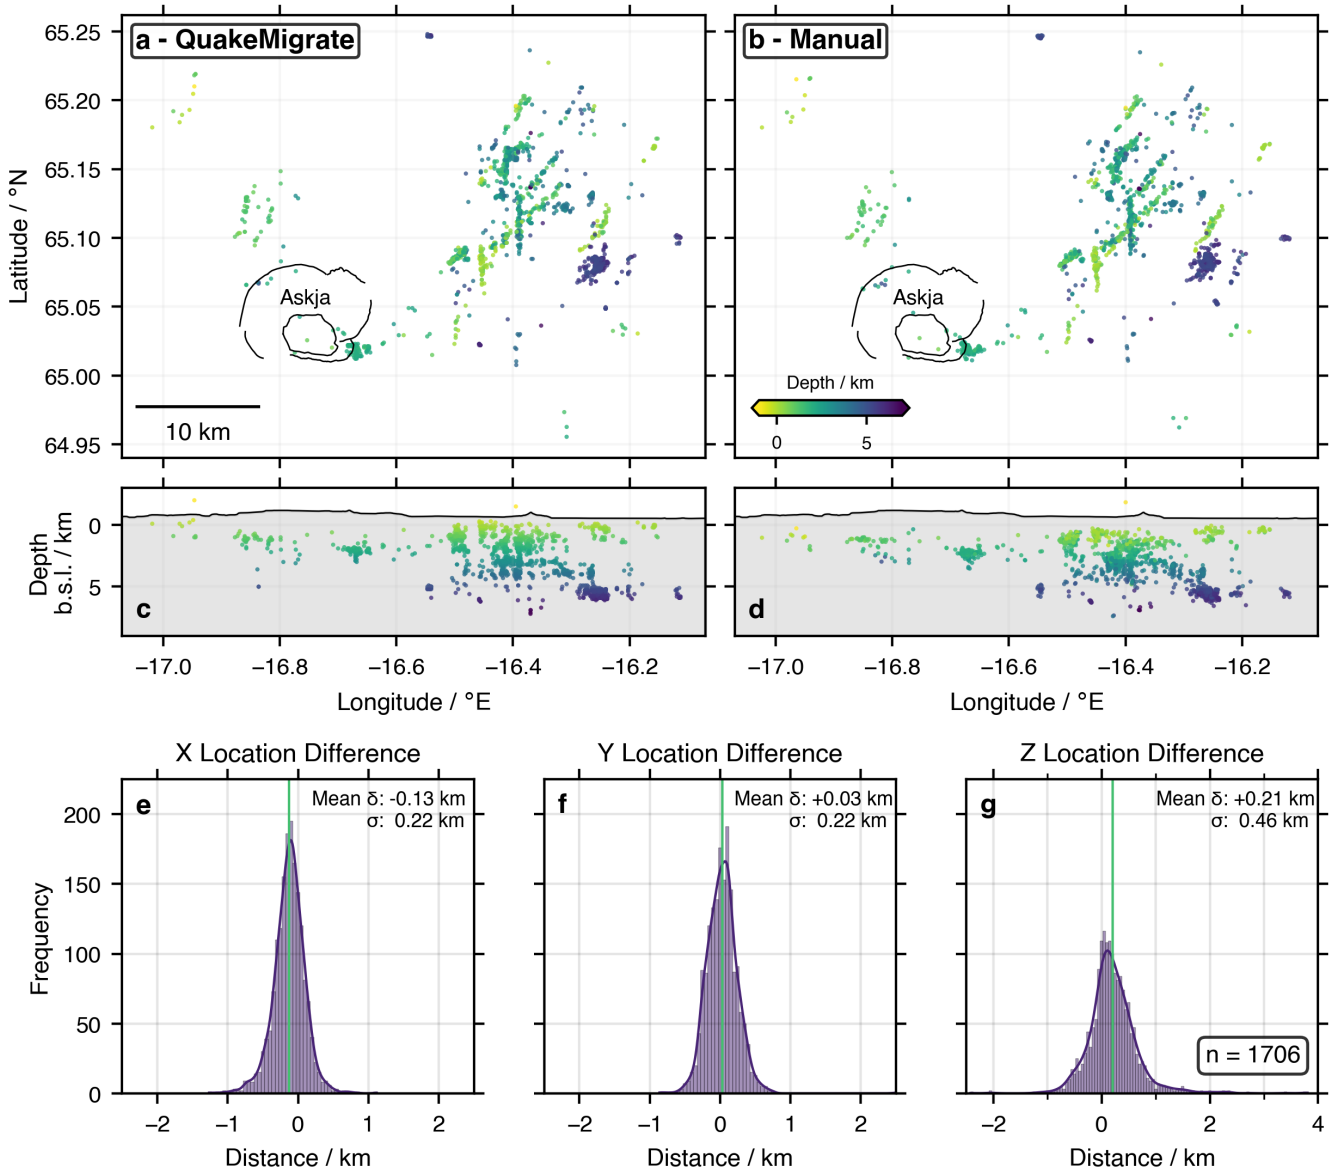 a - QuakeMigrate
b - Manual
65.25
65.20
65.15
65.10
65.05
65.00
64.95
Latitude / °N
Askja
Askja
10 km
Depth / km
0
5
0
5
Depth
b.s.l. / km
c
d
−17.0
−16.8
−16.6
−16.4
−16.2
−17.0
−16.8
−16.6
−16.4
−16.2
Longitude / °E
Longitude / °E
X Location Difference
Y Location Difference
Z Location Difference
e
Mean δ: -0.13 km
σ: 0.22 km
f
Mean δ: +0.03 km
σ: 0.22 km
g
Mean δ: +0.21 km
σ: 0.46 km
n = 1706
200
150
100
50
0
Frequency
−2
−1
0
1
2
−2
−1
0
1
2
−2
0
2
4
Distance / km
Distance / km
Distance / km